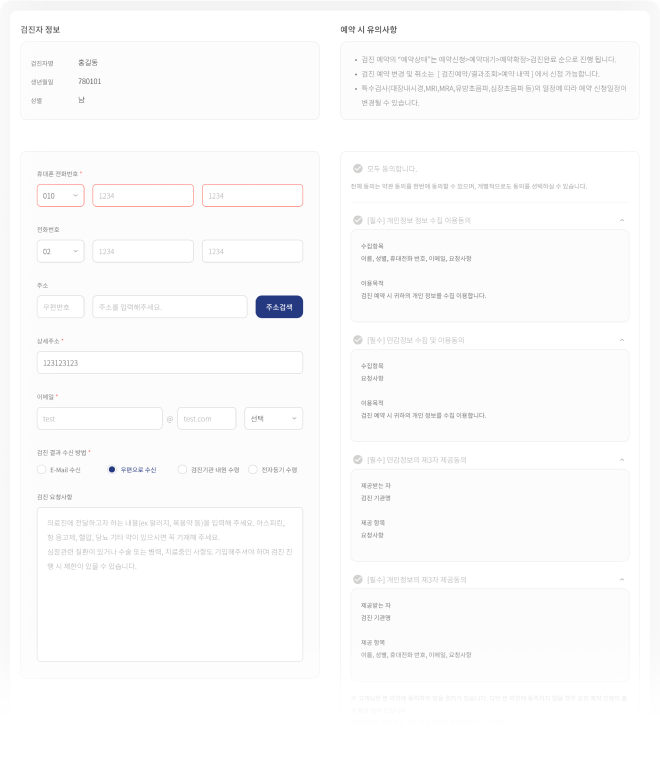 검진자 정보
검진자명 홍길동
생년월일 780101
성별 남
예약 시 유의사항
• 검진 예약의 "예약상태"는 예약신청>예약대기>예약확정>검진완료 순으로 진행 됩니다.
• 검진 예약 변경 및 취소는 [ 검진예약/결과조회>예약 내역 ] 에서 신청 가능합니다.
• 특수검사(대장내시경,MRI,MRA,유방초음파,심장초음파 등)의 일정에 따라 예약 신청일정이
변경될 수 있습니다.
휴대폰 전화번호 *
010 1234 1234
전화번호
02 1234 1234
주소
우편번호 주소를 입력해주세요. 주소검색
상세주소 *
123123123
이메일 *
test @ test.com 선택
검진 결과 수신 방법 *
E-Mail 수신 우편으로 수신 검진기관 내원 수령 전자등기 수령
검진 요청사항
의료진에 전달하고자 하는 내용(ex.알러지, 복용약 등)을 입력해 주세요. 아스피린,
항 응고제, 혈압, 당뇨 기타 약이 있으시면 꼭 기재해 주세요.
심장관련 질환이 있거나 수술 또는 병력, 치료중인 사항도 기입해주셔야 하며 검진 진
행 시 제한이 있을 수 있습니다.
모두 동의합니다.
전체 동의는 약관 동의를 한번에 동의할 수 있으며, 개별적으로도 동의를 선택하실 수 있습니다.
[필수] 개인정보 정보 수집 이용동의
수집항목
이름, 성별, 휴대전화 번호, 이메일, 요청사항
이용목적
검진 예약 시 귀하의 개인 정보를 수집 이용합니다.
[필수] 민감정보 수집 및 이용동의
수집항목
요청사항
이용목적
검진 예약 시 귀하의 개인 정보를 수집 이용합니다.
[필수] 민감정보의 제3자 제공동의
제공받는 자
검진 기관명
제공 항목
요청사항
[필수] 개인정보의 제3자 제공동의
제공받는 자
검진 기관명
제공 항목
이름, 성별, 휴대전화 번호, 이메일, 요청사항